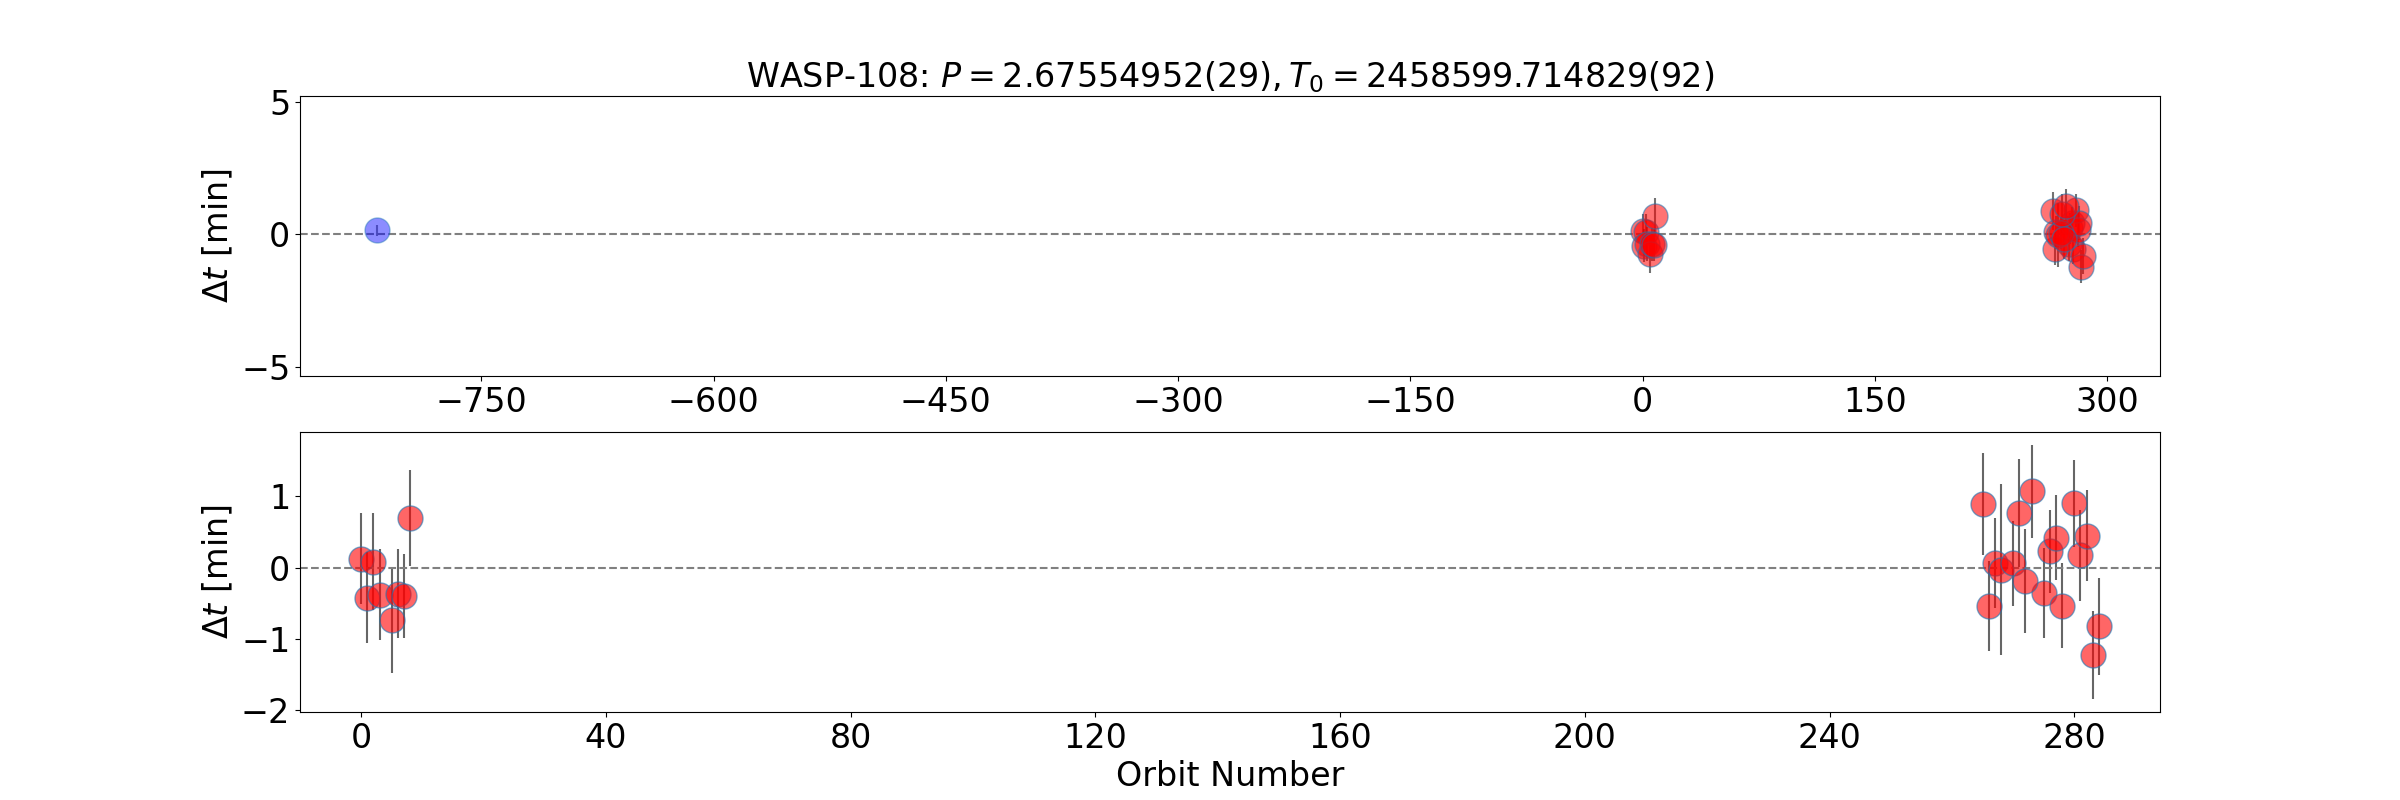 WASP-108: P = 2.67554952(29), T₀ = 2458599.714829(92)
5
0
−5
Δt [min]
−750 −600 −450 −300 −150 0 150 300
1
0
−1
−2
Δt [min]
0 40 80 120 160 200 240 280
Orbit Number